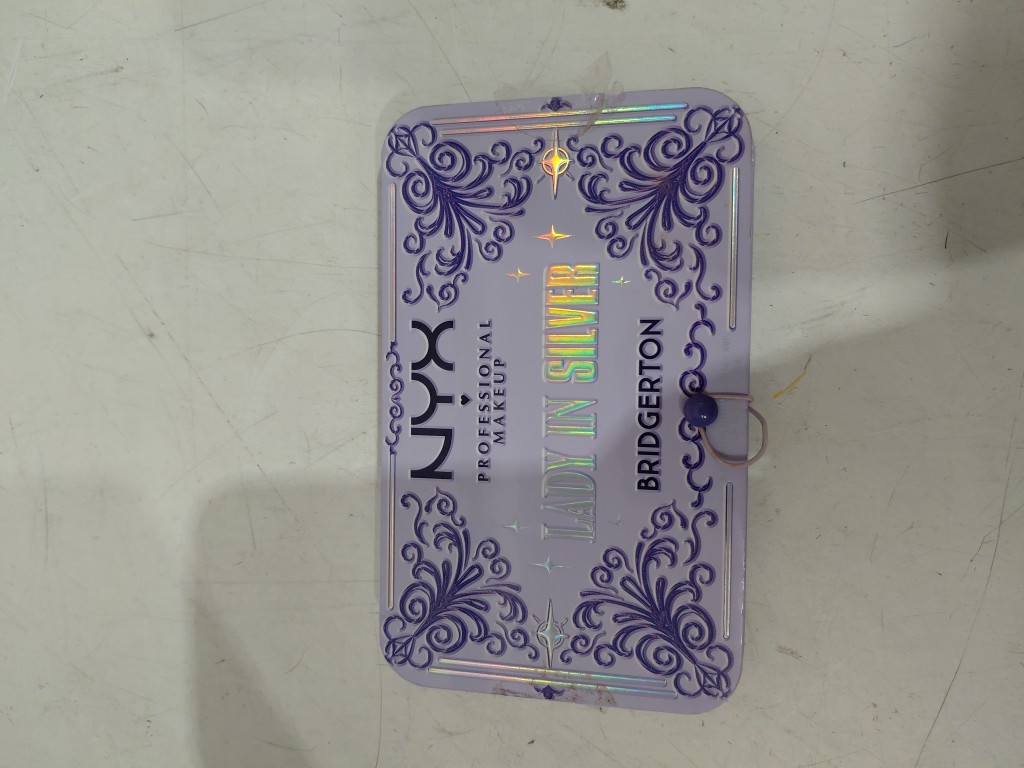 NYX
PROFESSIONAL
MAKEUP
LADY IN SILVER
BRIDGERTON